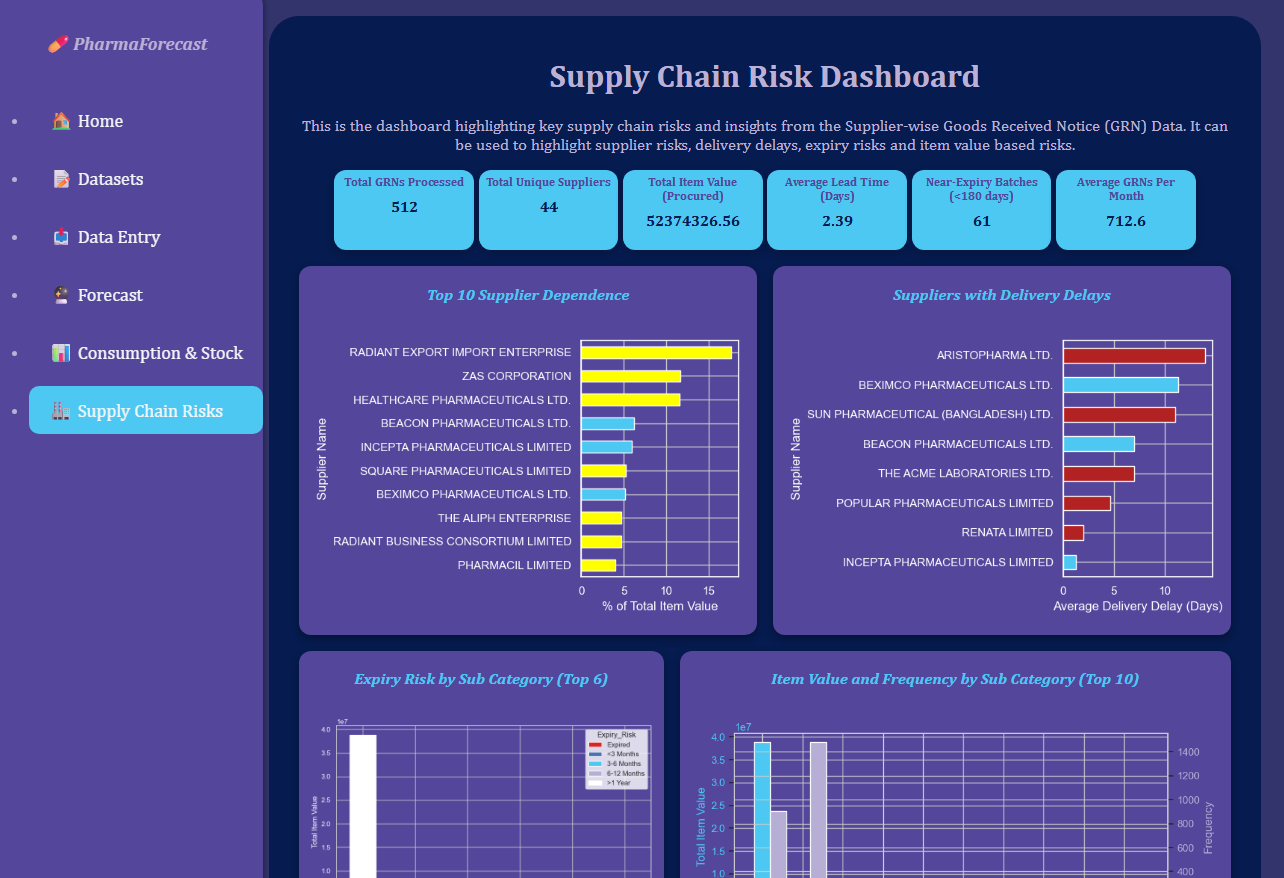 PharmaForecast
Home
Datasets
Data Entry
Forecast
Consumption & Stock
Supply Chain Risks
Supply Chain Risk Dashboard
This is the dashboard highlighting key supply chain risks and insights from the Supplier-wise Goods Received Notice (GRN) Data. It can
be used to highlight supplier risks, delivery delays, expiry risks and item value based risks.
Total GRNs Processed
512
Total Unique Suppliers
44
Total Item Value
(Procured)
52374326.56
Average Lead Time
(Days)
2.39
Near-Expiry Batches
(<180 days)
61
Average GRNs Per
Month
712.6
Top 10 Supplier Dependence
Supplier Name
RADIANT EXPORT IMPORT ENTERPRISE
ZAS CORPORATION
HEALTHCARE PHARMACEUTICALS LTD.
BEACON PHARMACEUTICALS LTD.
INCEPTA PHARMACEUTICALS LIMITED
SQUARE PHARMACEUTICALS LIMITED
BEXIMCO PHARMACEUTICALS LTD.
THE ALIPH ENTERPRISE
RADIANT BUSINESS CONSORTIUM LIMITED
PHARMACIL LIMITED
0 5 10 15
% of Total Item Value
Suppliers with Delivery Delays
Supplier Name
ARISTOPHARMA LTD.
BEXIMCO PHARMACEUTICALS LTD.
SUN PHARMACEUTICAL (BANGLADESH) LTD.
BEACON PHARMACEUTICALS LTD.
THE ACME LABORATORIES LTD.
POPULAR PHARMACEUTICALS LIMITED
RENATA LIMITED
INCEPTA PHARMACEUTICALS LIMITED
0 5 10
Average Delivery Delay (Days)
Expiry Risk by Sub Category (Top 6)
1e7
4.0
3.5
3.0
2.5
2.0
1.5
1.0
Total Item Value
Expiry_Risk
Expired
<3 Months
3-6 Months
6-12 Months
>1 Year
Item Value and Frequency by Sub Category (Top 10)
1e7
4.0
3.5
3.0
2.5
2.0
1.5
1.0
Total Item Value
1400
1200
1000
800
600
400
Frequency